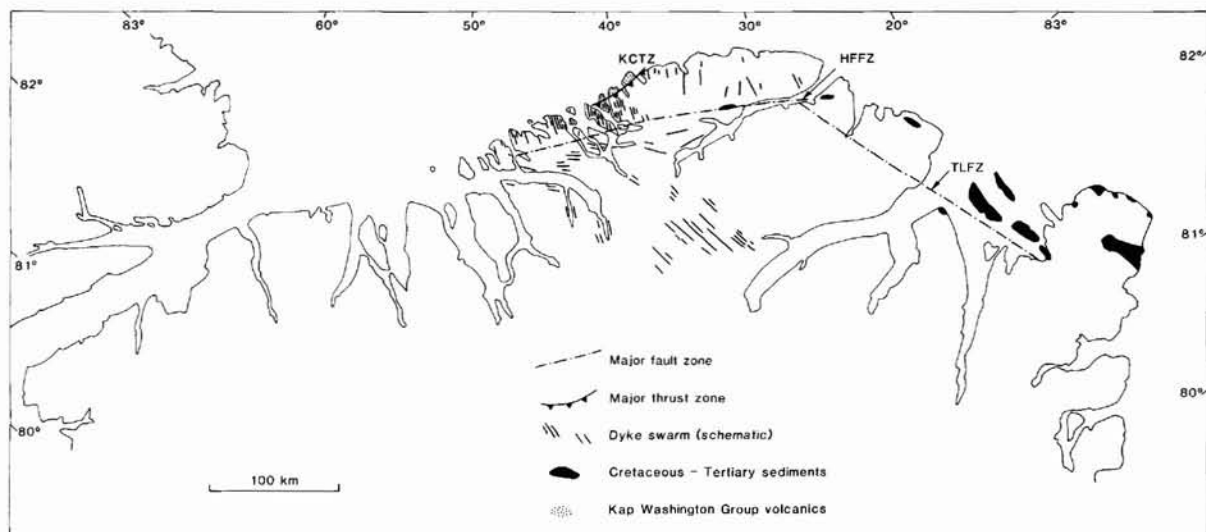 83° 60° 50° 40° 30° 20° 83°
82° KCTZ HFFZ 82°
TLFZ
81° 81°
Major fault zone
Major thrust zone
80° Dyke swarm (schematic) 80°
Cretaceous - Tertiary sediments
100 km
Kap Washington Group volcanics